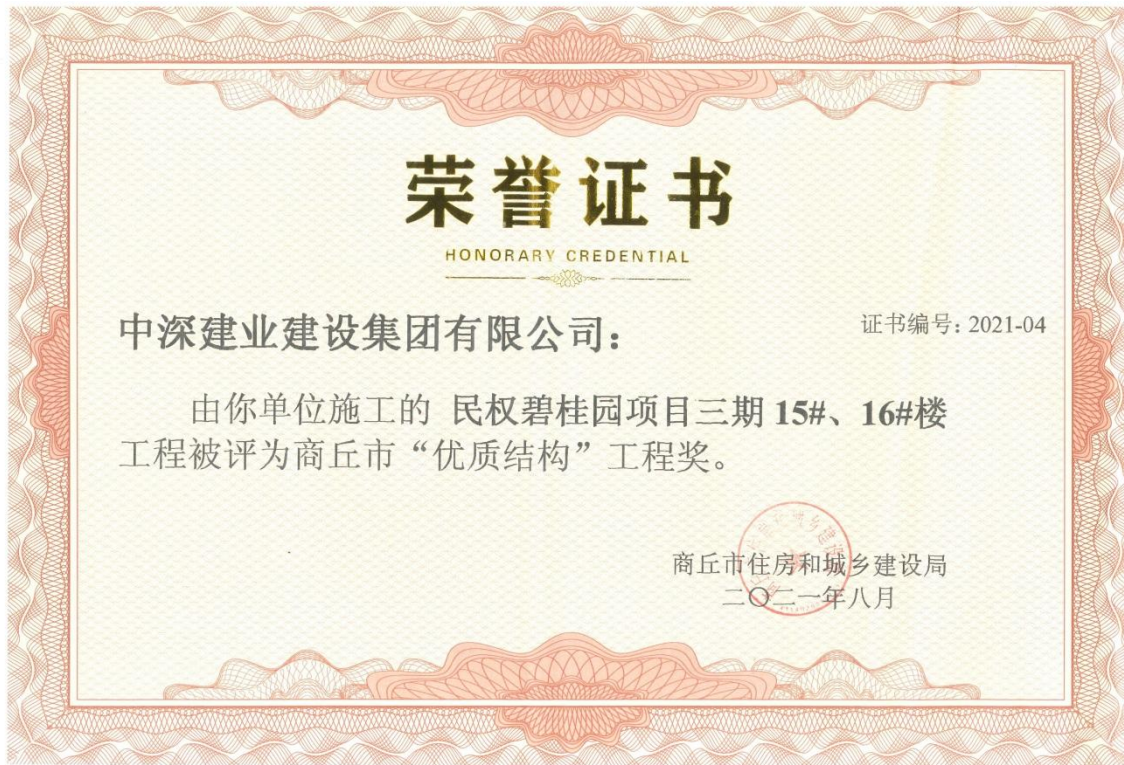 荣誉证书
HONORARY CREDENTIAL
中深建业建设集团有限公司：
证书编号：2021-04
由你单位施工的 民权碧桂园项目三期 15#、16#楼
工程被评为商丘市“优质结构”工程奖。
商丘市住房和城乡建设局
二〇二一年八月